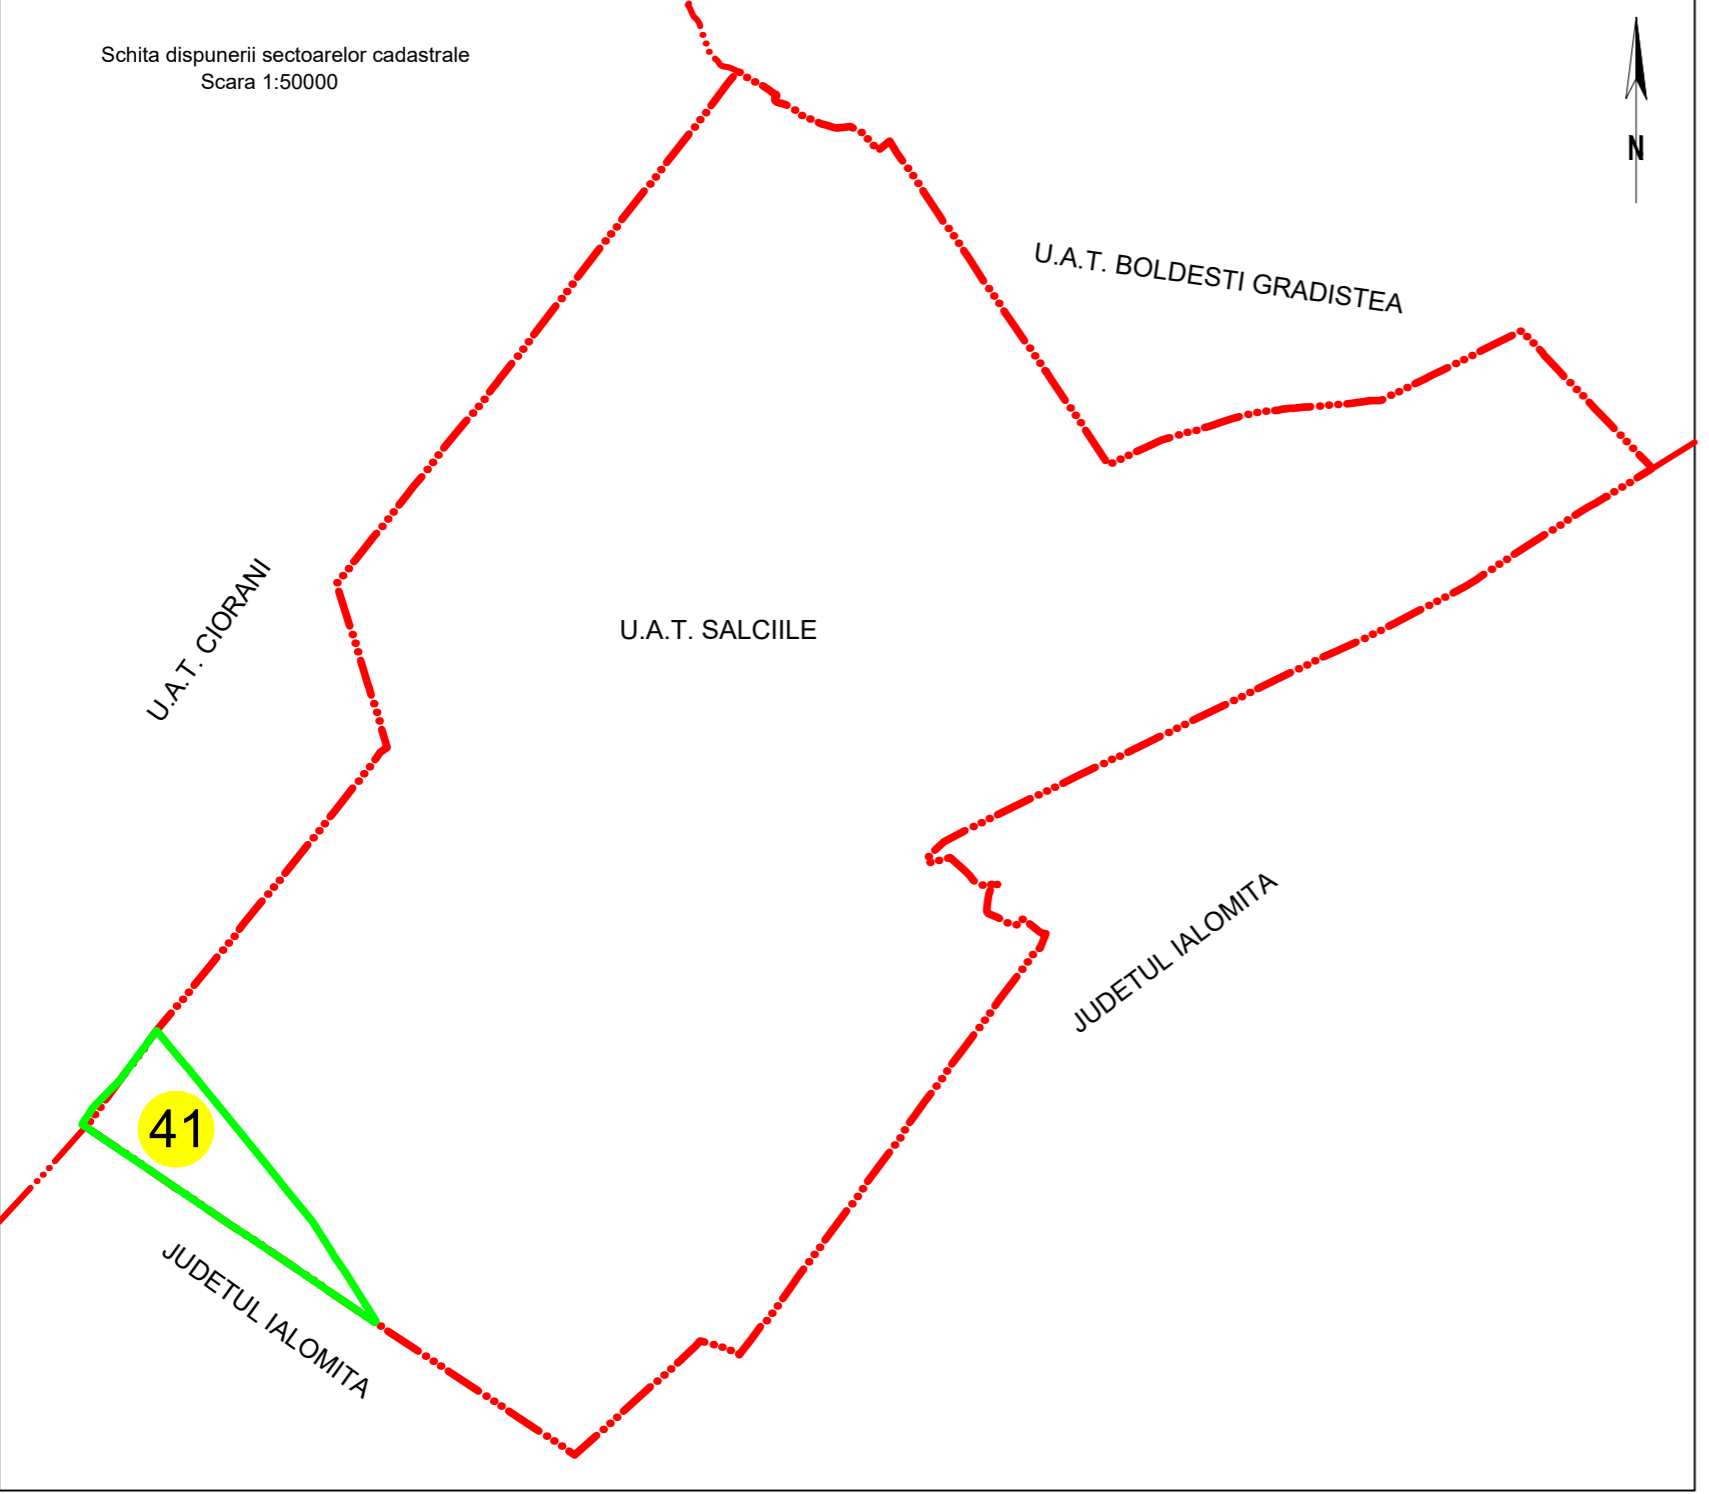 Schita dispunerii sectoarelor cadastrale
Scara 1:50000
N
U.A.T. BOLDESTI GRADISTEA
U.A.T. CIORANI
U.A.T. SALCIILE
JUDETUL IALOMITA
41
JUDETUL IALOMITA